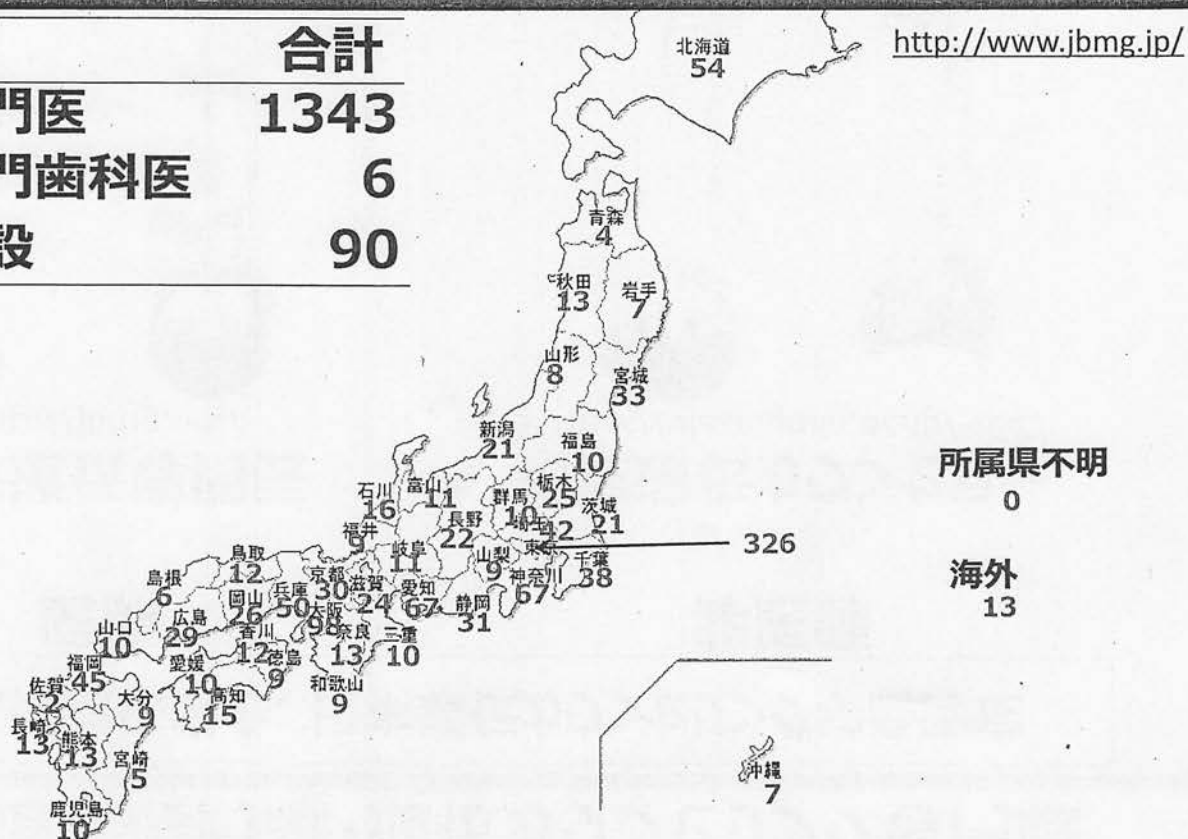 合計
門医 1343
門歯科医 6
設 90
http://www.jbmg.jp/
北海道
54
青森
4
秋田
13
岩手
7
山形
8
宮城
33
新潟
21
福島
10
所属県不明
0
石川
16
富山
11
群馬
10
栃木
25
茨城
21
福井
9
長野
22
埼玉
42
岐阜
11
山梨
9
東京
326
千葉
38
神奈川
67
海外
13
鳥取
12
島根
6
岡山
26
兵庫
50
京都
30
滋賀
24
愛知
67
静岡
31
大阪
98
奈良
13
三重
10
和歌山
9
山口
10
広島
29
香川
12
徳島
9
愛媛
10
高知
15
福岡
45
佐賀
2
大分
9
長崎
13
熊本
13
宮崎
5
鹿児島
10
沖縄
7